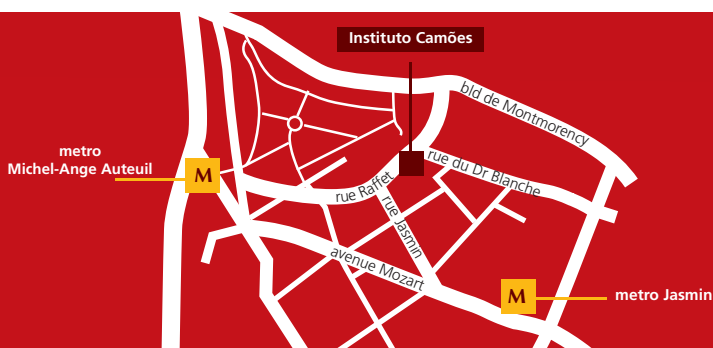 Instituto Camões
bld de Montmorency
metro
Michel-Ange Auteuil
M
rue du Dr Blanche
rue Raffet
rue Jasmin
avenue Mozart
M
metro Jasmin